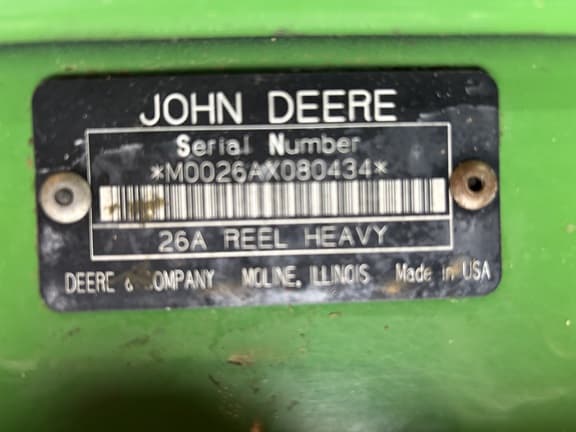 JOHN DEERE
Serial Number
*M0026AX080434*
26A REEL HEAVY
DEERE & COMPANY MOLINE, ILLINOIS Made in USA